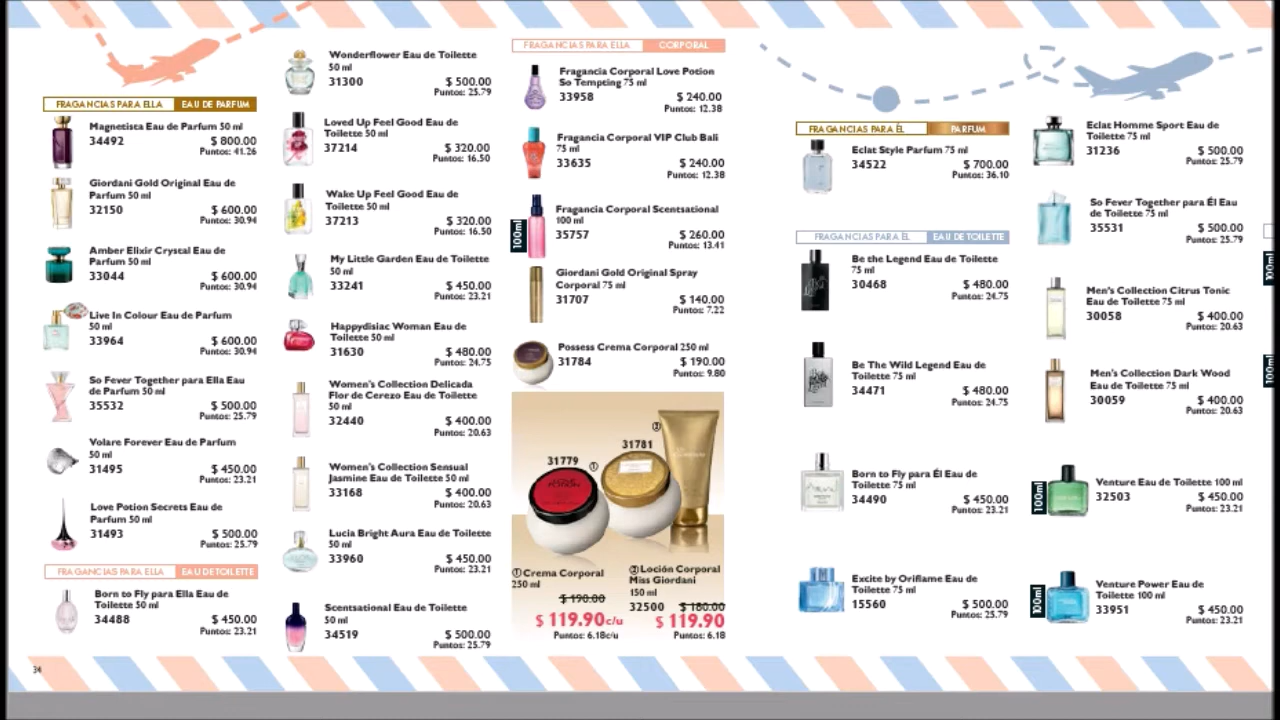 FRAGANCIAS PARA ELLA EAU DE PARFUM
Magnetista Eau de Parfum 50 ml
34492 $ 800.00
Puntos: 41.26
Giordani Gold Original Eau de
Parfum 50 ml
32150 $ 600.00
Puntos: 30.94
Amber Elixir Crystal Eau de
Parfum 50 ml
33044 $ 600.00
Puntos: 30.94
Live In Colour Eau de Parfum
50 ml
33964 $ 600.00
Puntos: 30.94
So Fever Together para Ella Eau
de Parfum 50 ml
35532 $ 500.00
Puntos: 25.79
Volare Forever Eau de Parfum
50 ml
31495 $ 450.00
Puntos: 23.21
Love Potion Secrets Eau de
Parfum 50 ml
31493 $ 500.00
Puntos: 25.79
FRAGANCIAS PARA ELLA EAU DE TOILETTE
Born to Fly para Ella Eau de
Toilette 50 ml
34488 $ 450.00
Puntos: 23.21
34
Wonderflower Eau de Toilette
50 ml
31300 $ 500.00
Puntos: 25.79
Loved Up Feel Good Eau de
Toilette 50 ml
37214 $ 320.00
Puntos: 16.50
Wake Up Feel Good Eau de
Toilette 50 ml
37213 $ 320.00
Puntos: 16.50
My Little Garden Eau de Toilette
50 ml
33241 $ 450.00
Puntos: 23.21
Happydisiac Woman Eau de
Toilette 50 ml
31630 $ 480.00
Puntos: 24.75
Women's Collection Delicada
Flor de Cerezo Eau de Toilette
50 ml
32440 $ 400.00
Puntos: 20.63
Women's Collection Sensual
Jasmine Eau de Toilette 50 ml
33168 $ 400.00
Puntos: 20.63
Lucia Bright Aura Eau de Toilette
50 ml
33960 $ 450.00
Puntos: 23.21
Scentsational Eau de Toilette
50 ml
34519 $ 500.00
Puntos: 25.79
FRAGANCIAS PARA ELLA CORPORAL
Fragancia Corporal Love Potion
So Tempting 75 ml
33958 $ 240.00
Puntos: 12.38
Fragancia Corporal VIP Club Bali
75 ml
33635 $ 240.00
Puntos: 12.38
100ml
Fragancia Corporal Scentsational
100 ml
35757 $ 260.00
Puntos: 13.41
Giordani Gold Original Spray
Corporal 75 ml
31707 $ 140.00
Puntos: 7.22
Possess Crema Corporal 250 ml
31784 $ 190.00
Puntos: 9.80
31779 ①
31781 ②
① Crema Corporal
250 ml
$ 190.00
$ 119.90 c/u
Puntos: 6.18c/u
② Loción Corporal
Miss Giordani
150 ml
32500 $ 180.00
$ 119.90
Puntos: 6.18
FRAGANCIAS PARA ÉL PARFUM
Eclat Style Parfum 75 ml
34522 $ 700.00
Puntos: 36.10
FRAGANCIAS PARA ÉL EAU DE TOILETTE
Be the Legend Eau de Toilette
75 ml
30468 $ 480.00
Puntos: 24.75
Be The Wild Legend Eau de
Toilette 75 ml
34471 $ 480.00
Puntos: 24.75
Born to Fly para Él Eau de
Toilette 75 ml
34490 $ 450.00
Puntos: 23.21
Excite by Oriflame Eau de
Toilette 75 ml
15560 $ 500.00
Puntos: 25.79
Eclat Homme Sport Eau de
Toilette 75 ml
31236 $ 500.00
Puntos: 25.79
So Fever Together para Él Eau
de Toilette 75 ml
35531 $ 500.00
Puntos: 25.79
Men's Collection Citrus Tonic
Eau de Toilette 75 ml
30058 $ 400.00
Puntos: 20.63
Men's Collection Dark Wood
Eau de Toilette 75 ml
30059 $ 400.00
Puntos: 20.63
100ml
Venture Eau de Toilette 100 ml
32503 $ 450.00
Puntos: 23.21
100ml
Venture Power Eau de
Toilette 100 ml
33951 $ 450.00
Puntos: 23.21
100ml
100ml